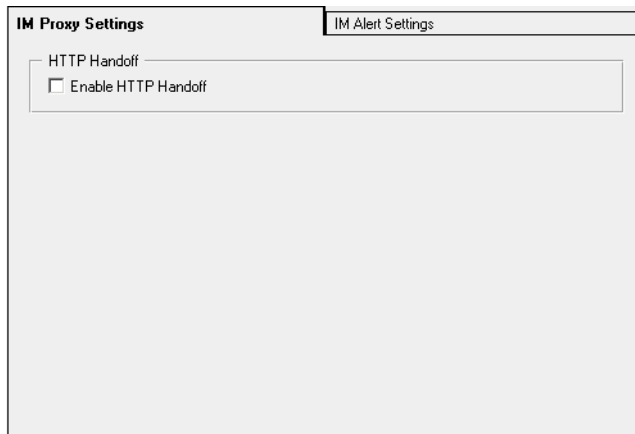 IM Proxy Settings
IM Alert Settings
HTTP Handoff
Enable HTTP Handoff